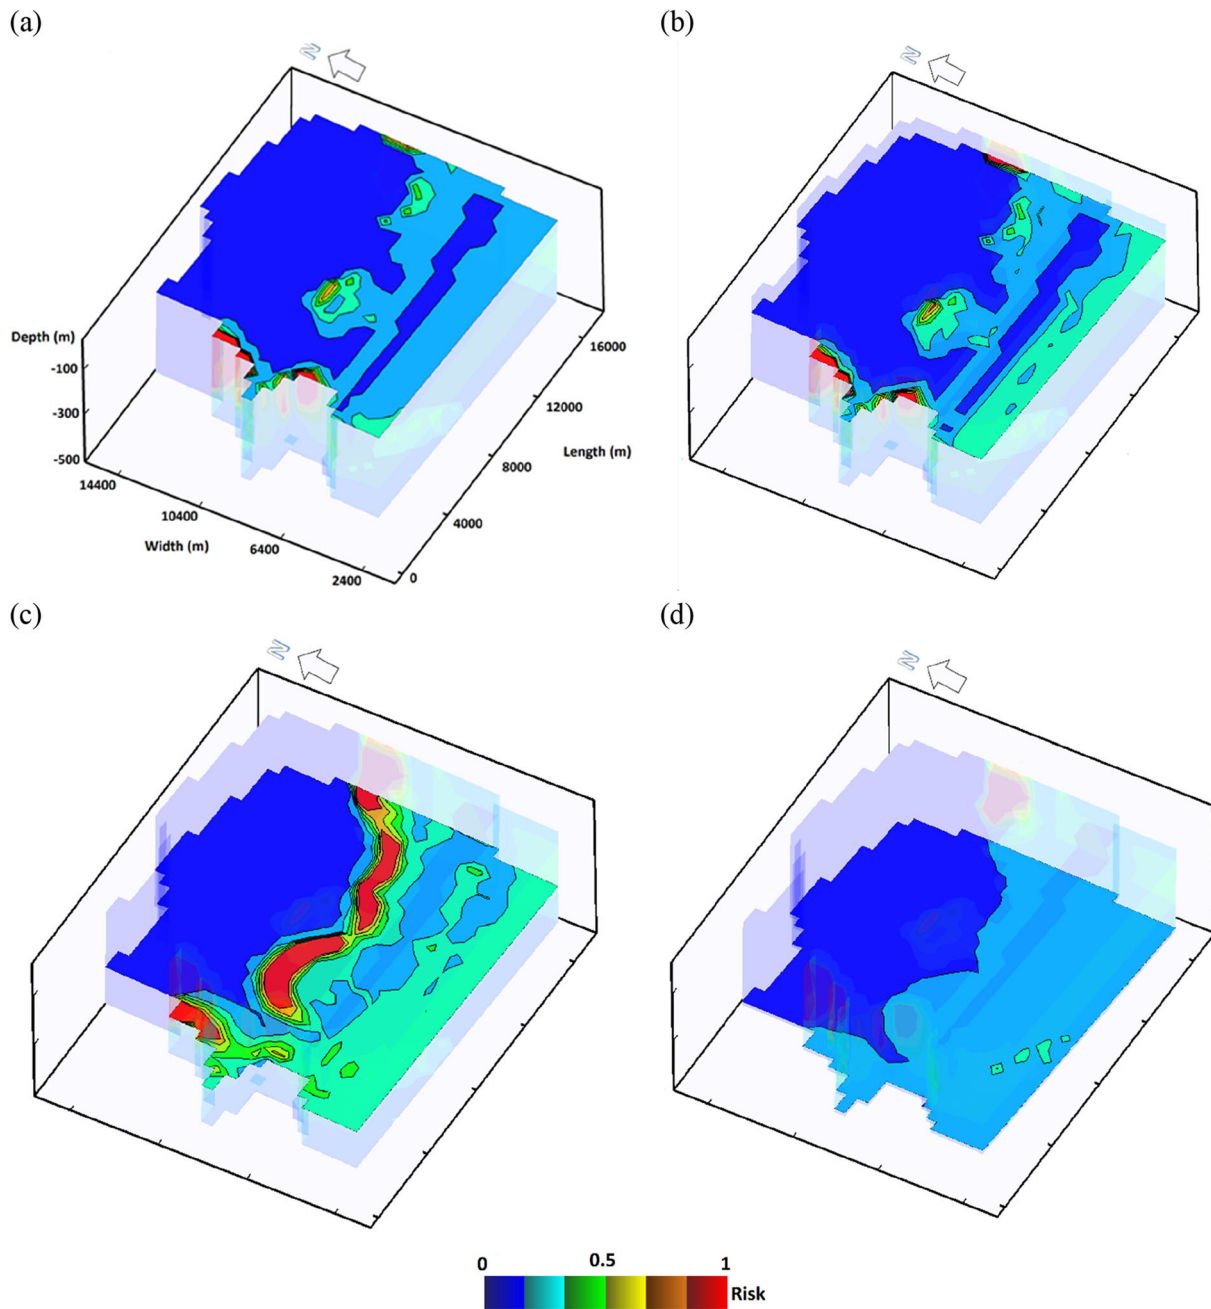 (a)
(b)
N
N
Depth (m)
-100
-300
-500
14400
10400
6400
2400
Width (m)
0
4000
8000
12000
16000
Length (m)
(c)
(d)
N
N
0
0.5
1
Risk